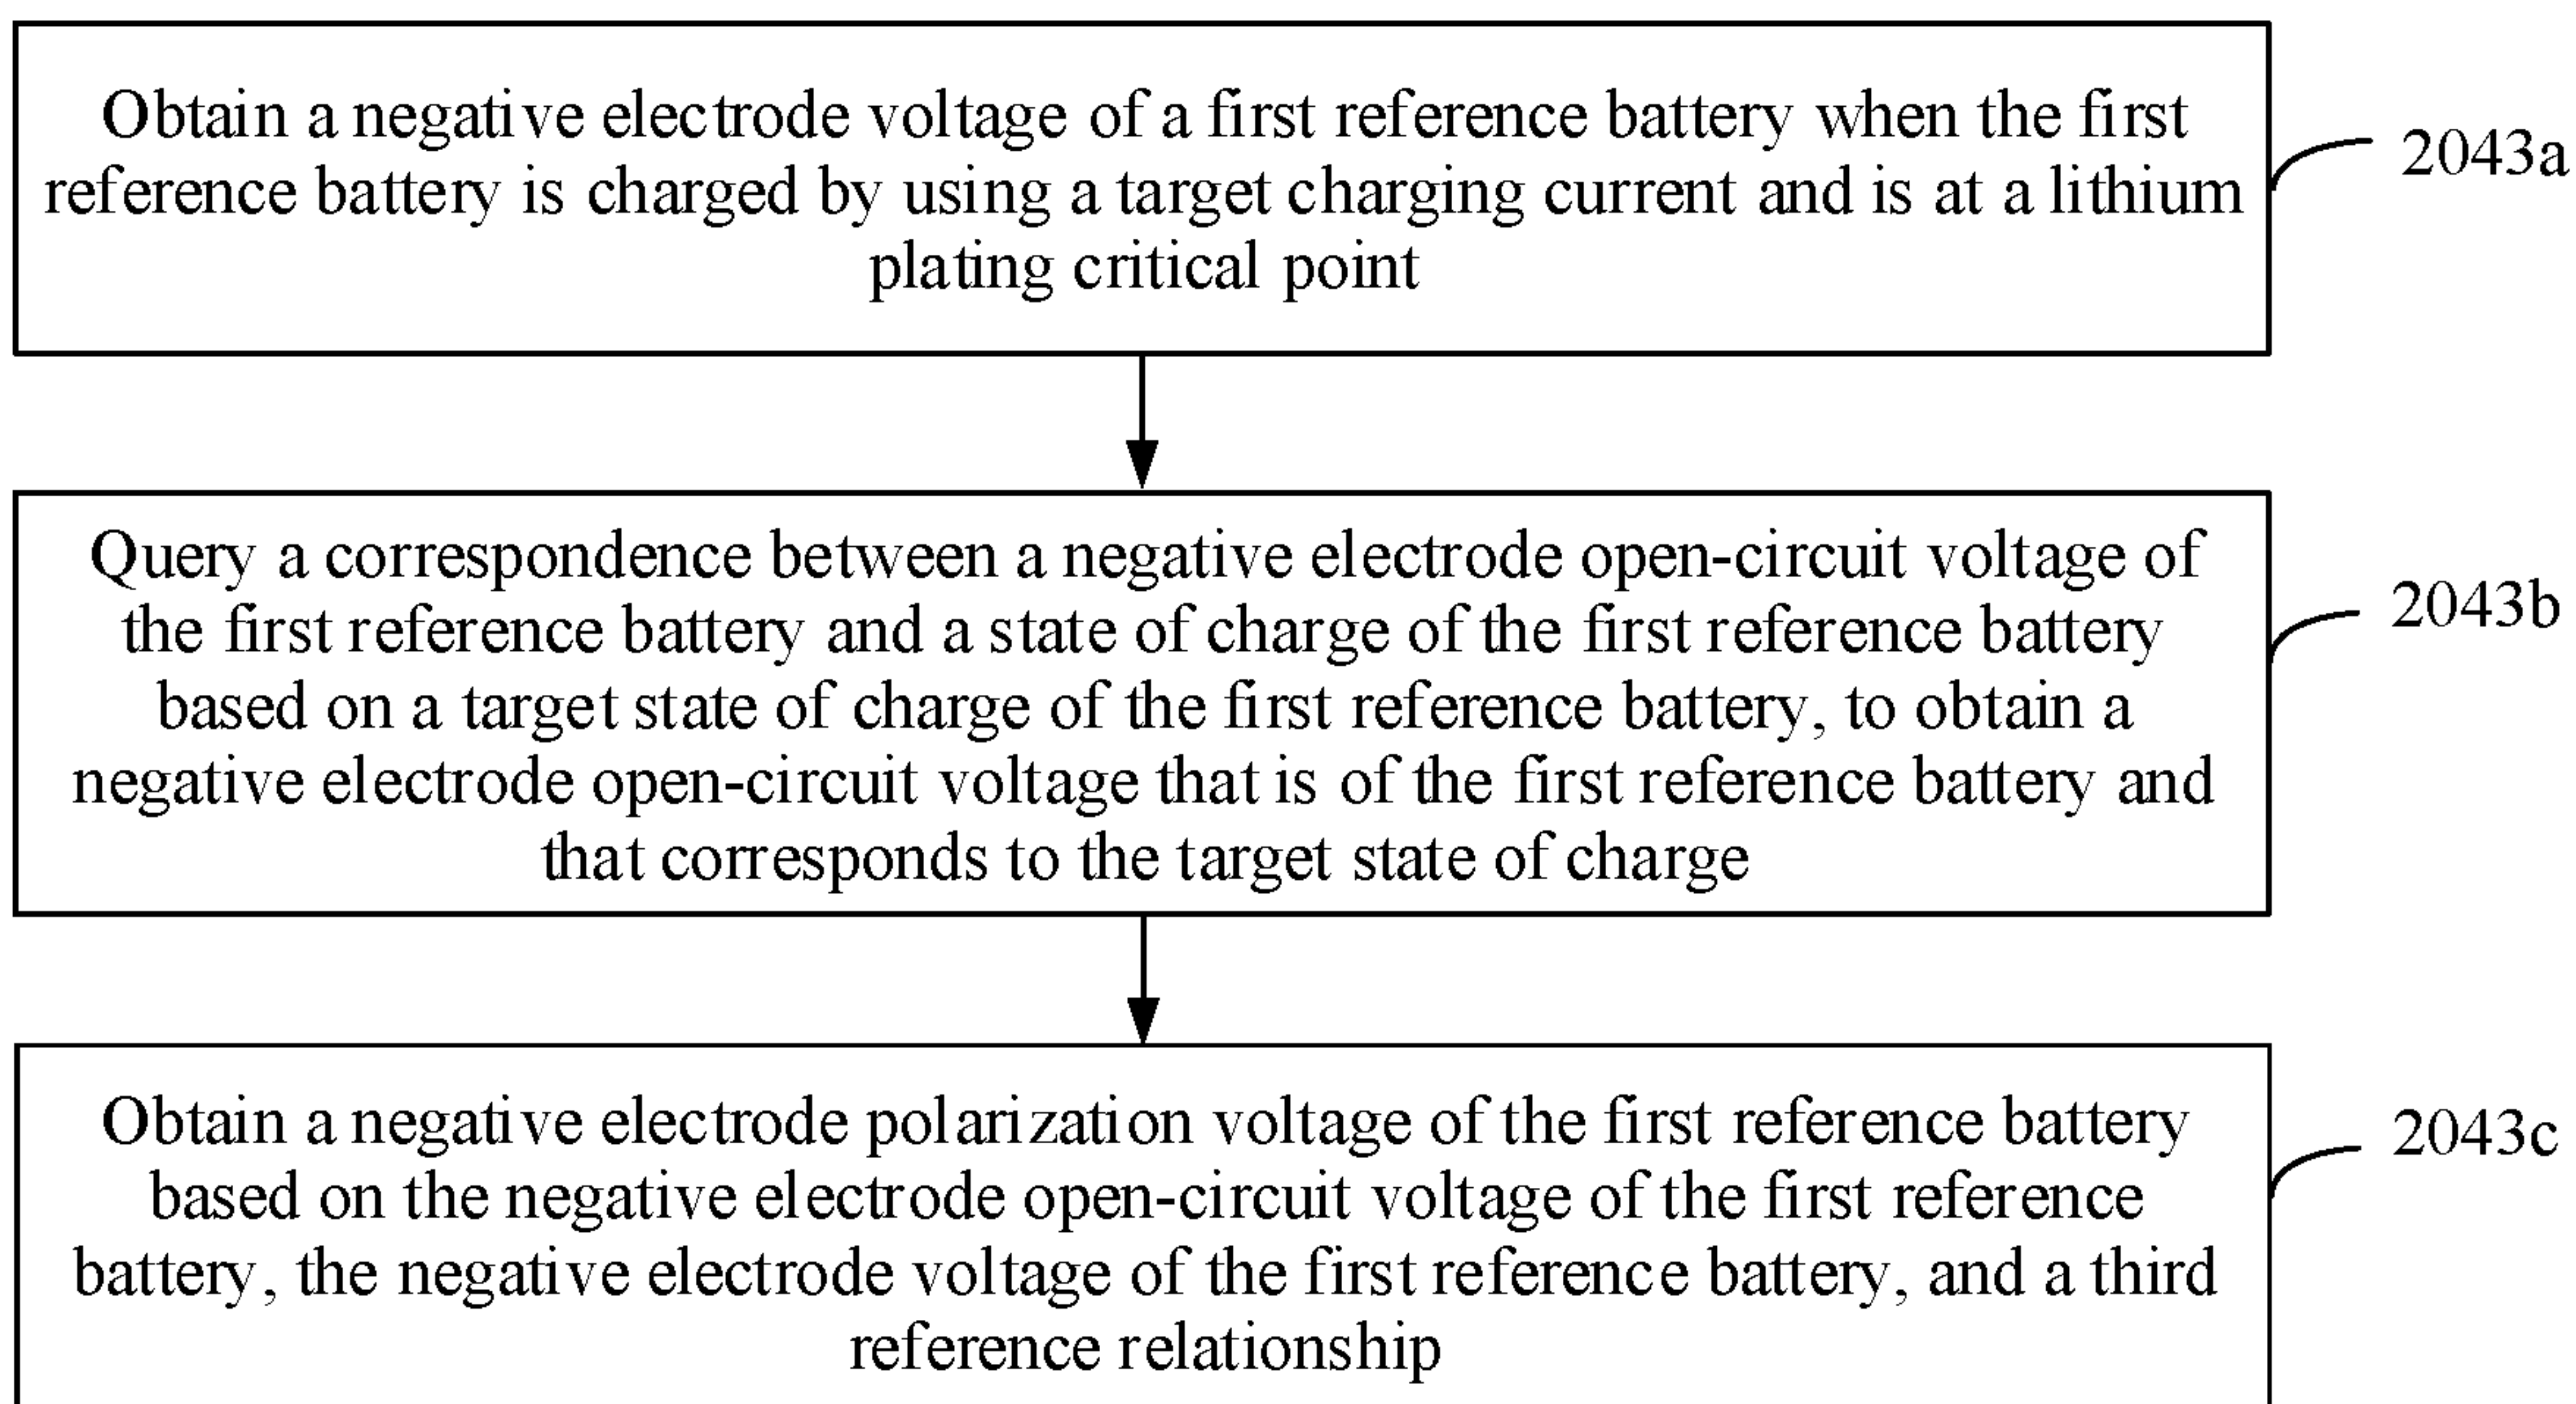 Obtain a negative electrode voltage of a first reference battery when the first
reference battery is charged by using a target charging current and is at a lithium
plating critical point
2043a
Query a correspondence between a negative electrode open-circuit voltage of
the first reference battery and a state of charge of the first reference battery
based on a target state of charge of the first reference battery, to obtain a
negative electrode open-circuit voltage that is of the first reference battery and
that corresponds to the target state of charge
2043b
Obtain a negative electrode polarization voltage of the first reference battery
based on the negative electrode open-circuit voltage of the first reference
battery, the negative electrode voltage of the first reference battery, and a third
reference relationship
2043c